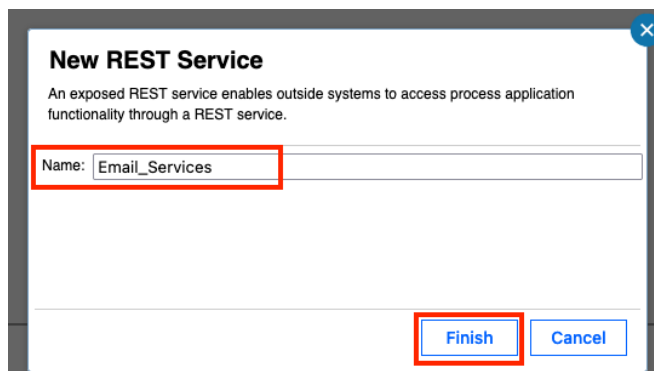 New REST Service
An exposed REST service enables outside systems to access process application
functionality through a REST service.
Name: Email_Services
Finish Cancel